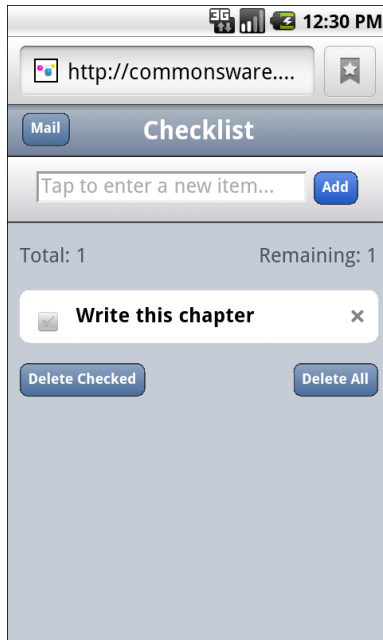 3G 12:30 PM
http://commonsware....
Mail Checklist
Tap to enter a new item... Add
Total: 1 Remaining: 1
Write this chapter ×
Delete Checked Delete All